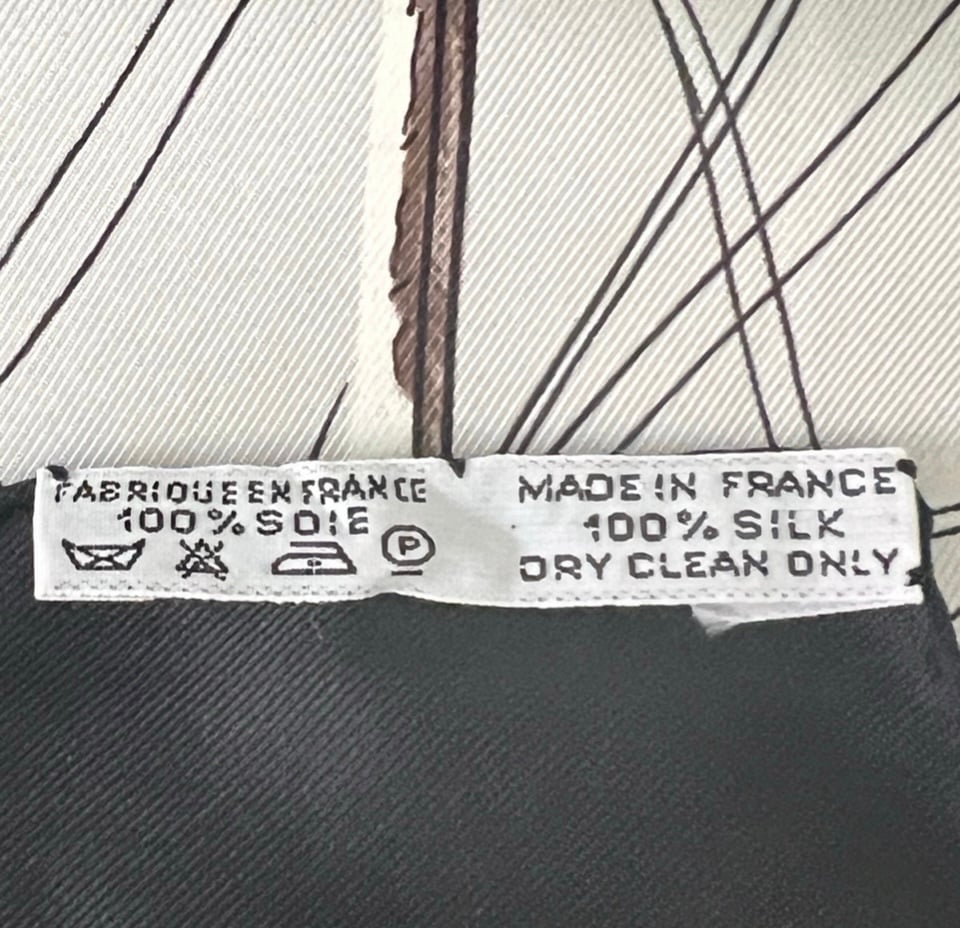 FABRIQUE EN FRANCE
100 % SOIE
P
MADE IN FRANCE
100 % SILK
DRY CLEAN ONLY